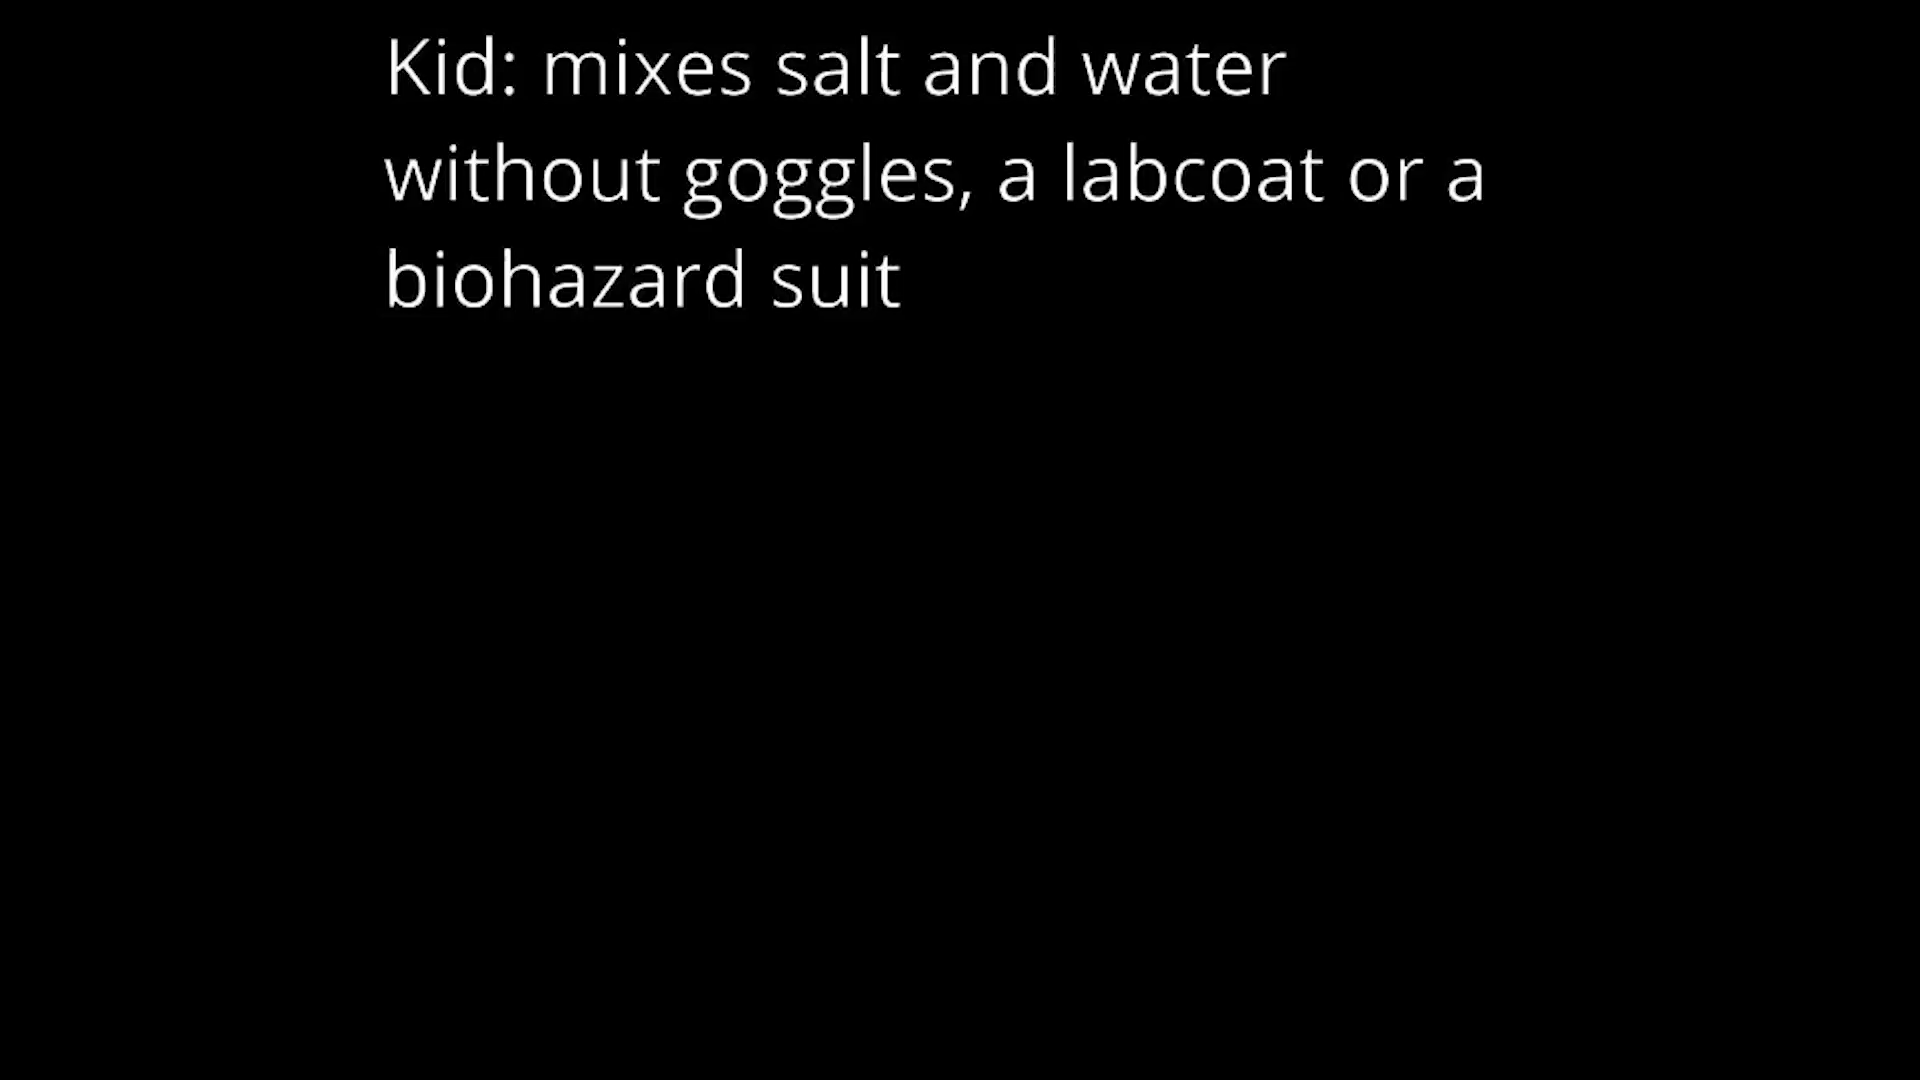 Kid: mixes salt and water
without goggles, a labcoat or a
biohazard suit